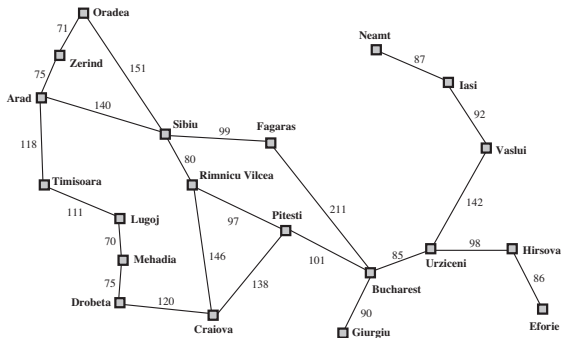 Oradea
71
Neamt
87
Zerind
151
75
Iasi
Arad
140
92
Sibiu
99
Fagaras
118
Vaslui
80
Timisoara
Rimnicu Vilcea
111
97
Pitesti
211
142
Lugoj
70
146
101
85
98
Hirsova
Mehadia
138
Urziceni
75
86
Bucharest
Drobeta
120
90
Craiova
Eforie
Giurgiu